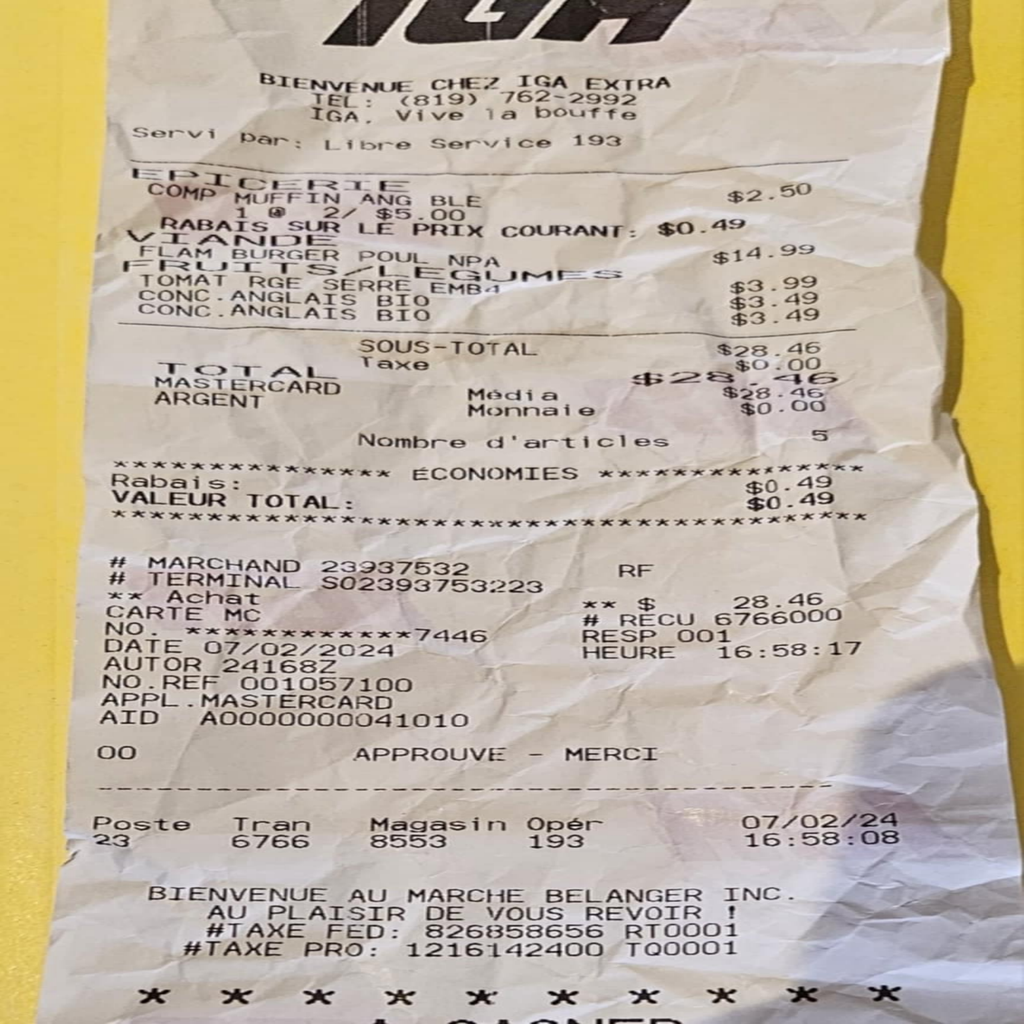 IGA
BIENVENUE CHEZ IGA EXTRA
TEL: (819) 762-2992
IGA, Vive la bouffe
Servi par: Libre Service 193
EPICERIE
COMP MUFFIN ANG BLE $2.50
1 @ 2/ $5.00
RABAIS SUR LE PRIX COURANT: $0.49
VIANDE
FLAM BURGER POUL NPA $14.99
FRUITS/LEGUMES
TOMAT RGE SERRE EMB4 $3.99
CONC.ANGLAIS BIO $3.49
CONC.ANGLAIS BIO $3.49
SOUS-TOTAL $28.46
Taxe $0.00
TOTAL $28.46
MASTERCARD Média $28.46
ARGENT Monnaie $0.00
Nombre d'articles 5
*************** ÉCONOMIES ***************
Rabais: $0.49
VALEUR TOTAL: $0.49
*****************************************
# MARCHAND 23937532 RF
# TERMINAL S02393753223
** Achat ** $ 28.46
CARTE MC # RECU 6766000
NO. ************7446 RESP 001
DATE 07/02/2024 HEURE 16:58:17
AUTOR 24168Z
NO.REF 001057100
APPL.MASTERCARD
AID A0000000041010
00 APPROUVE - MERCI
Poste Tran Magasin Opér 07/02/24
23 6766 8553 193 16:58:08
BIENVENUE AU MARCHE BELANGER INC.
AU PLAISIR DE VOUS REVOIR !
#TAXE FED: 826858656 RT0001
#TAXE PRO: 1216142400 TQ0001
* * * * * * * * * *
A GAGNER